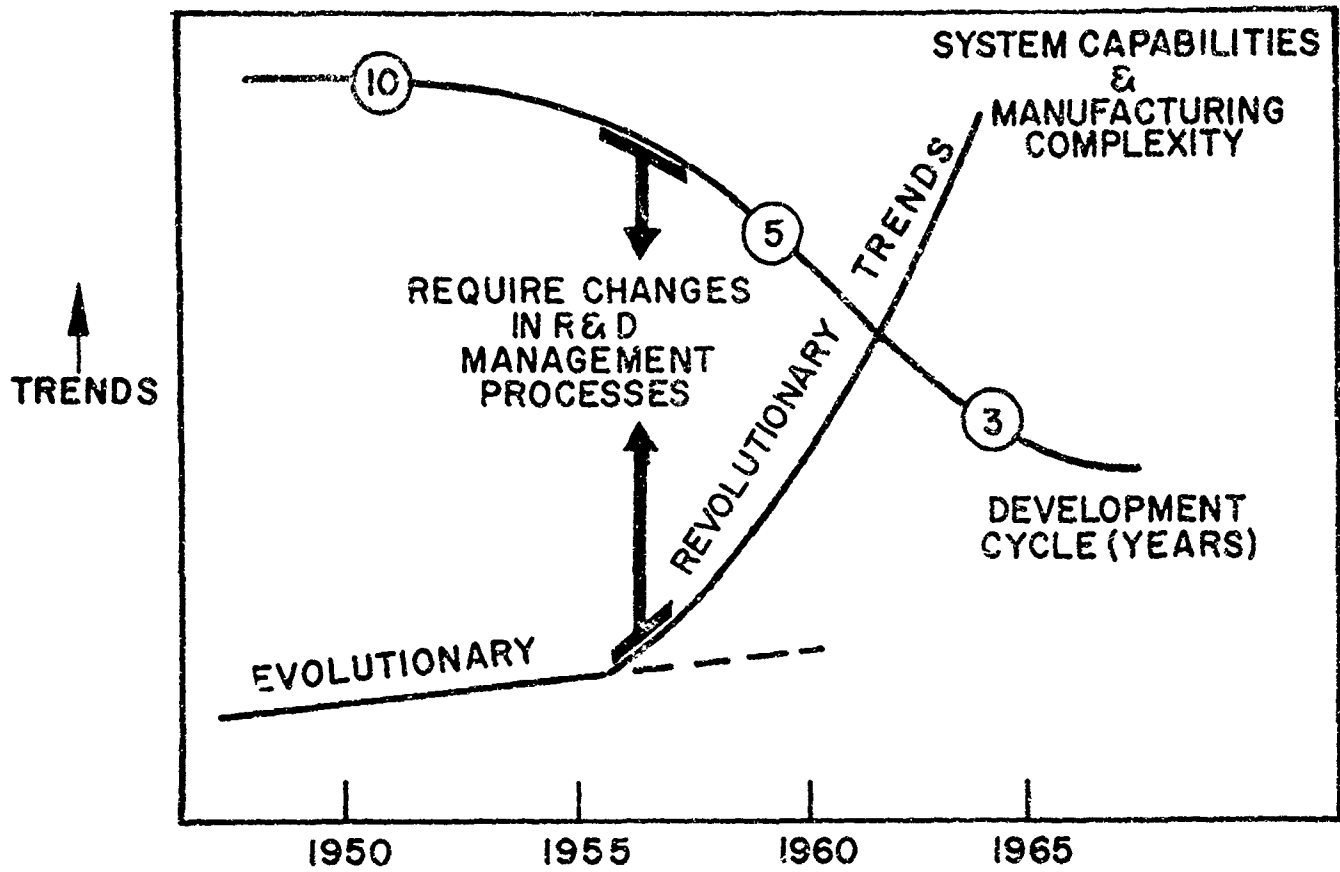 SYSTEM CAPABILITIES
&
MANUFACTURING
COMPLEXITY
10
5
3
REVOLUTIONARY TRENDS
REQUIRE CHANGES
IN R&D
MANAGEMENT
PROCESSES
TRENDS
DEVELOPMENT
CYCLE (YEARS)
EVOLUTIONARY
1950 1955 1960 1965